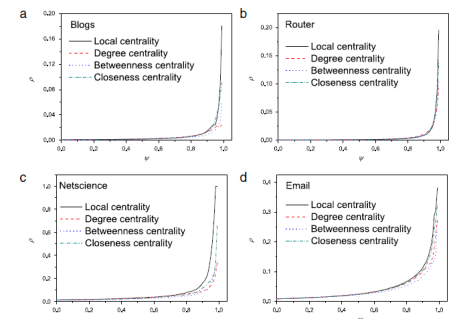 a
0,20
Blogs
0,16
Local centrality
Degree centrality
0,12
Betweenness centrality
Closeness centrality
ρ
0,08
0,04
0,00
0,0 0,2 0,4 0,6 0,8 1,0
ψ
b
0,20
Router
Local centrality
0,15
Degree centrality
Betweenness centrality
Closeness centrality
ρ
0,10
0,05
0,00
0,0 0,2 0,4 0,6 0,8 1,0
ψ
c
Netscience
1,0
Local centrality
0,8
Degree centrality
Betweenness centrality
0,6
Closeness centrality
ρ
0,4
0,2
0,0
0,0 0,2 0,4 0,6 0,8 1,0
d
Email
0,4
Local centrality
Degree centrality
0,3
Betweenness centrality
Closeness centrality
ρ
0,2
0,1
0,0
0,0 0,2 0,4 0,6 0,8 1,0